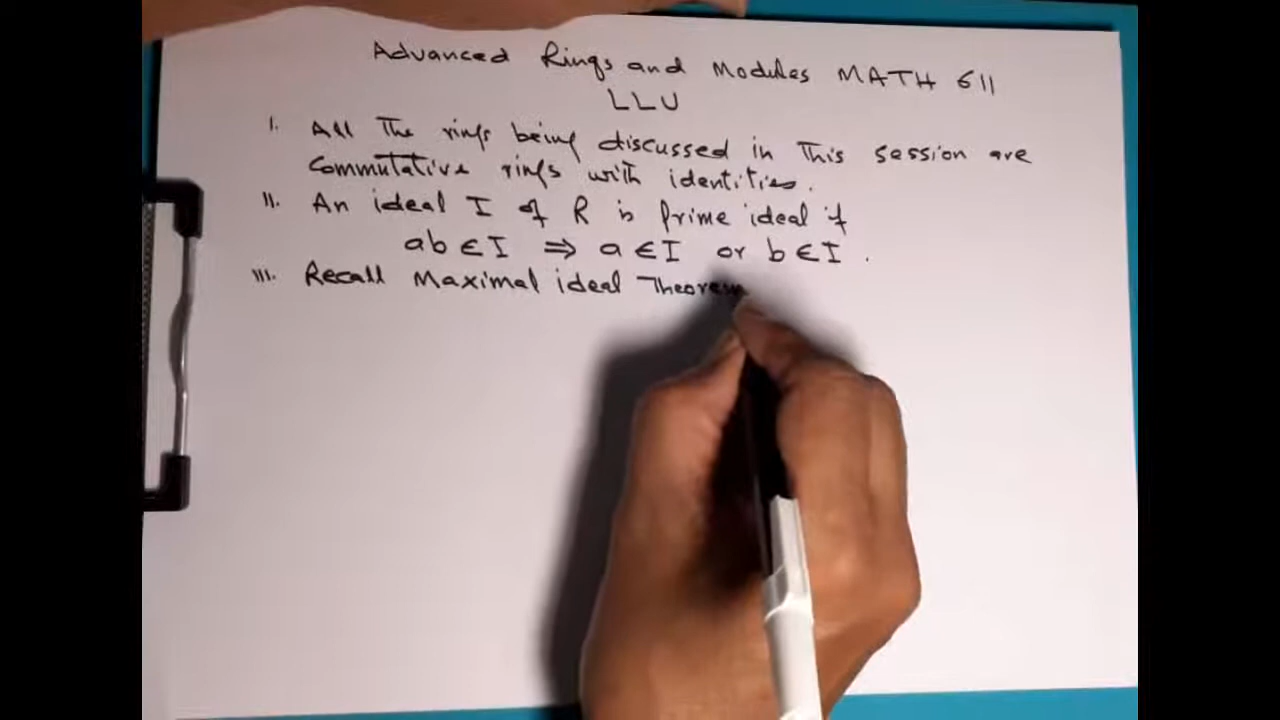 Advanced Rings and Modules MATH 611
LLU
I. All The rings being discussed in This session are
commutative rings with identities.
II. An ideal I of R is Prime ideal if
ab ∈ I ⇒ a ∈ I or b ∈ I.
III. Recall Maximal ideal Theorem